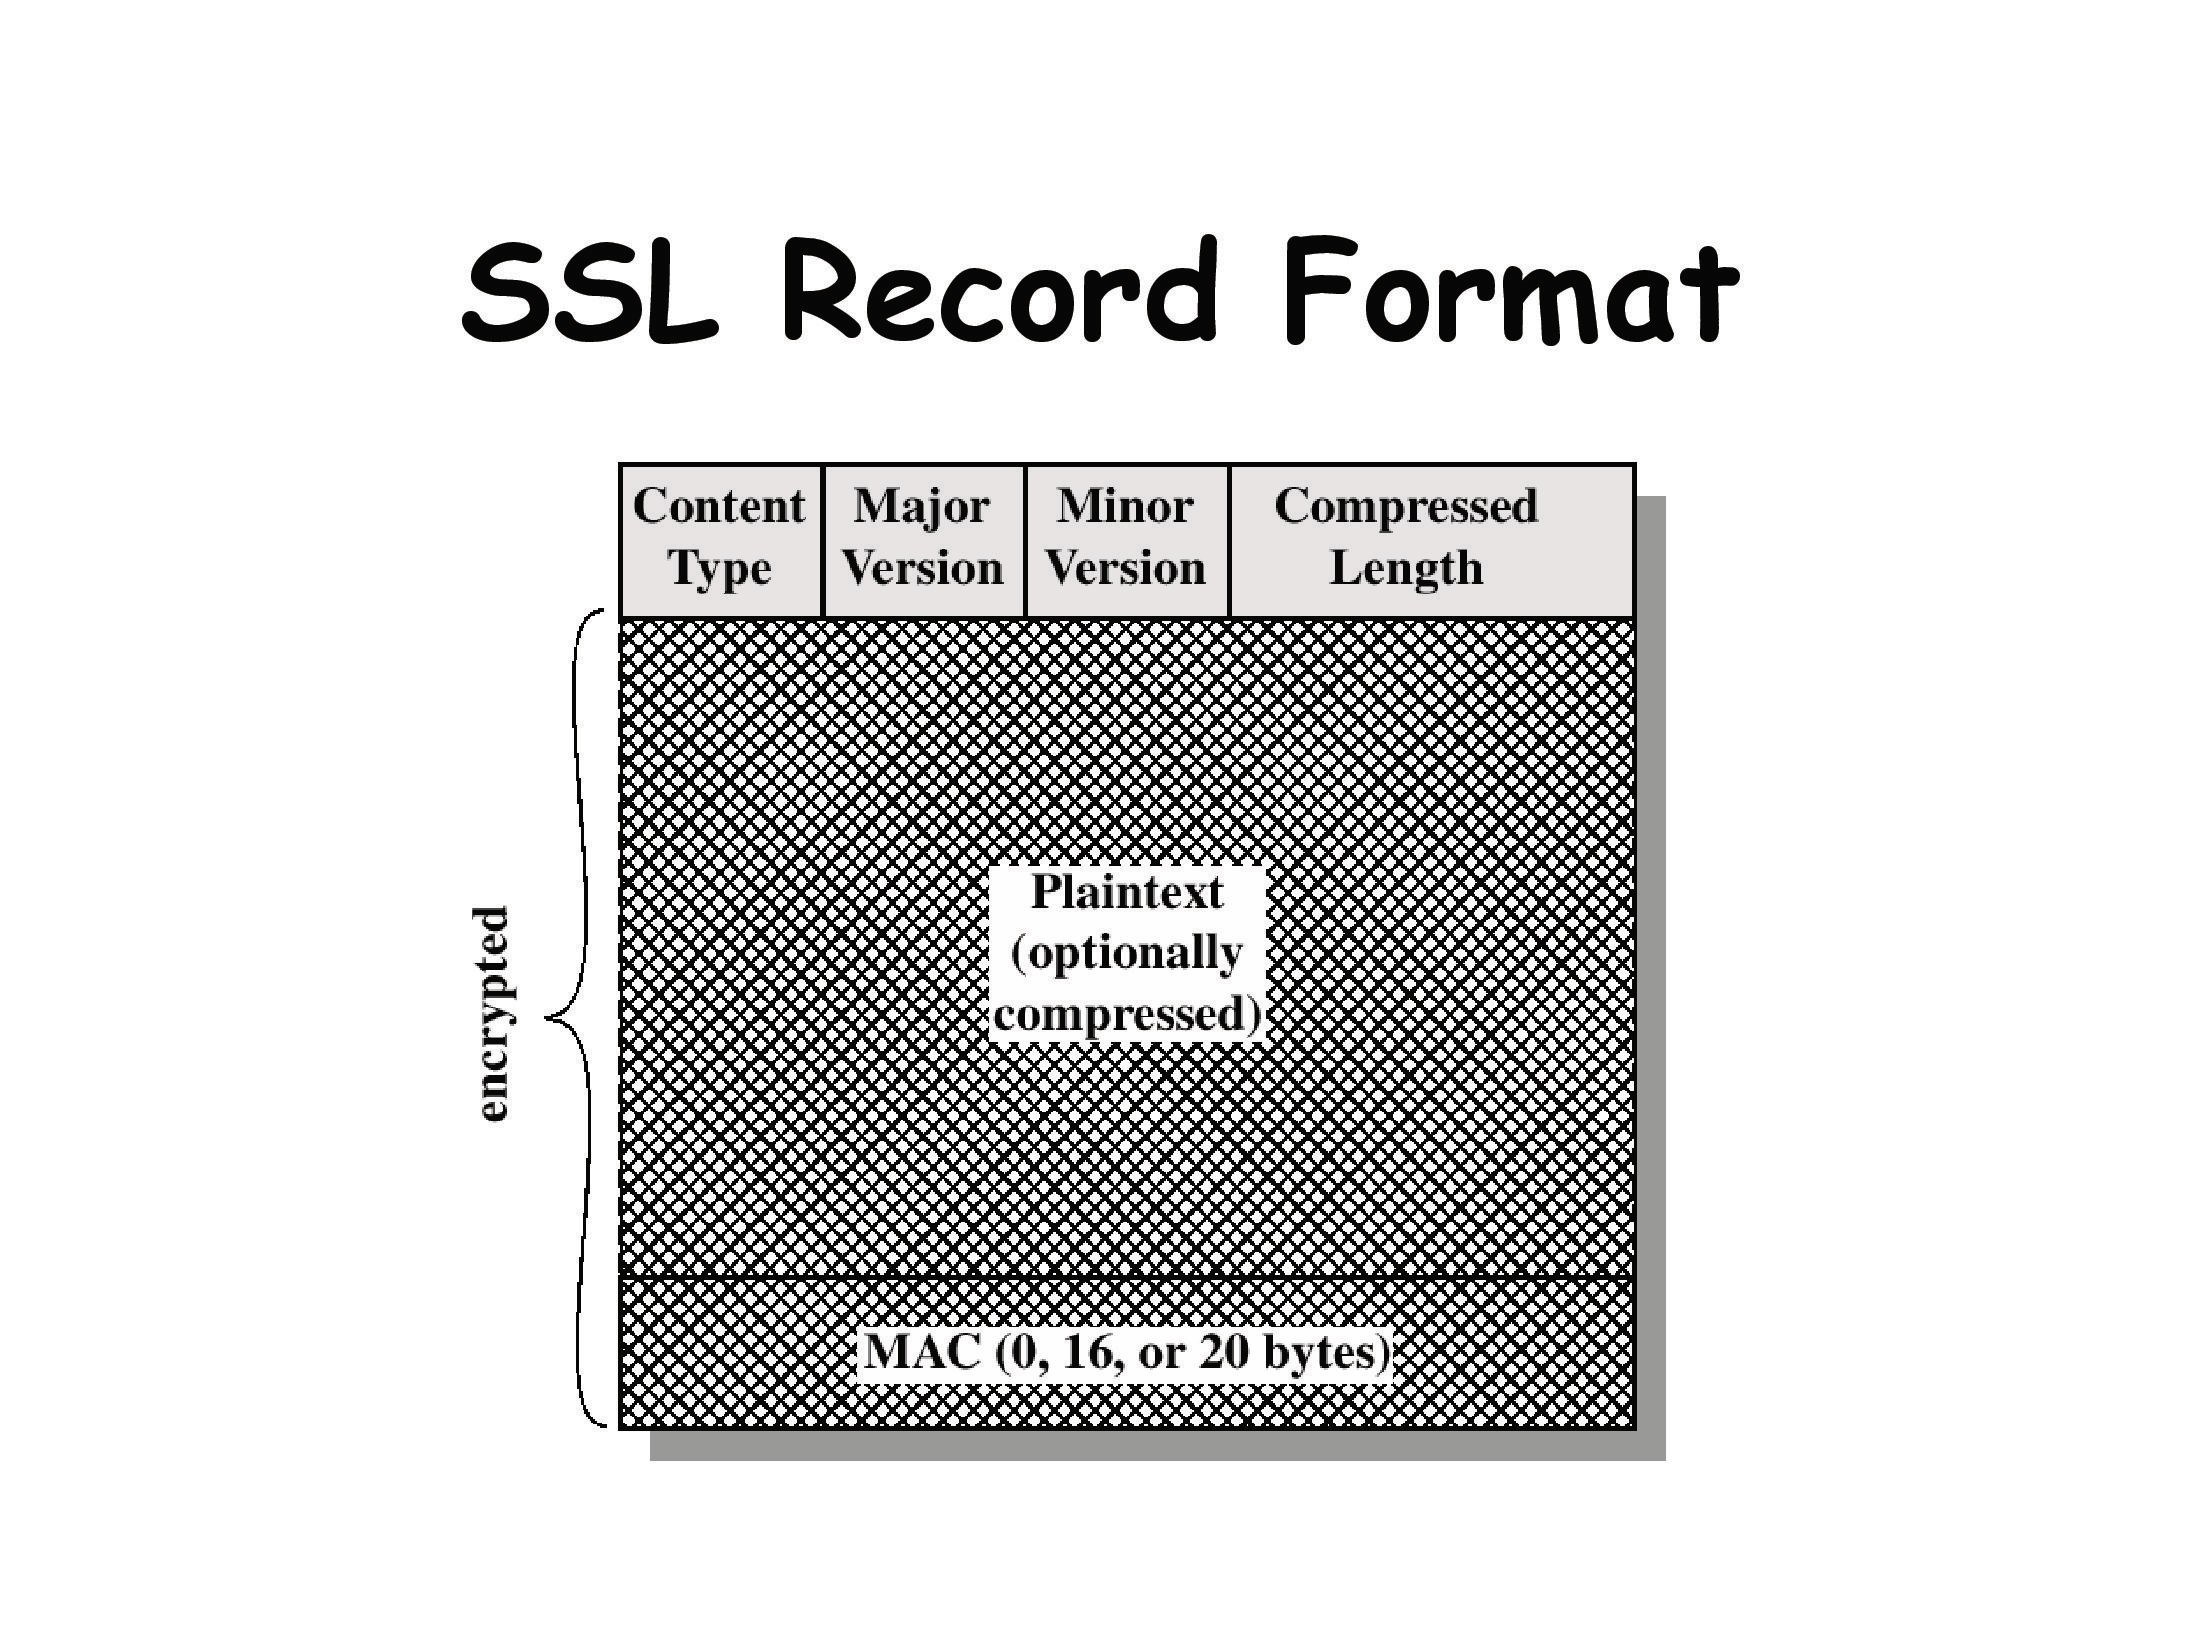 SSL Record Format
Content Type
Major Version
Minor Version
Compressed Length
encrypted
Plaintext
(optionally
compressed)
MAC (0, 16, or 20 bytes)